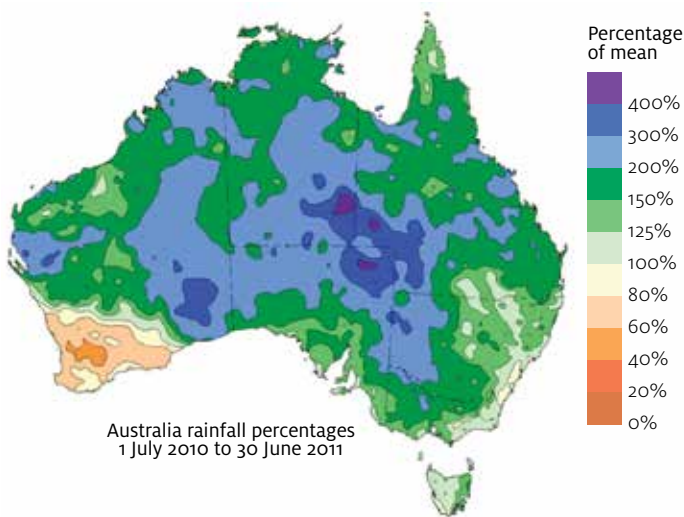 Percentage
of mean
400%
300%
200%
150%
125%
100%
80%
60%
40%
20%
0%
Australia rainfall percentages
1 July 2010 to 30 June 2011